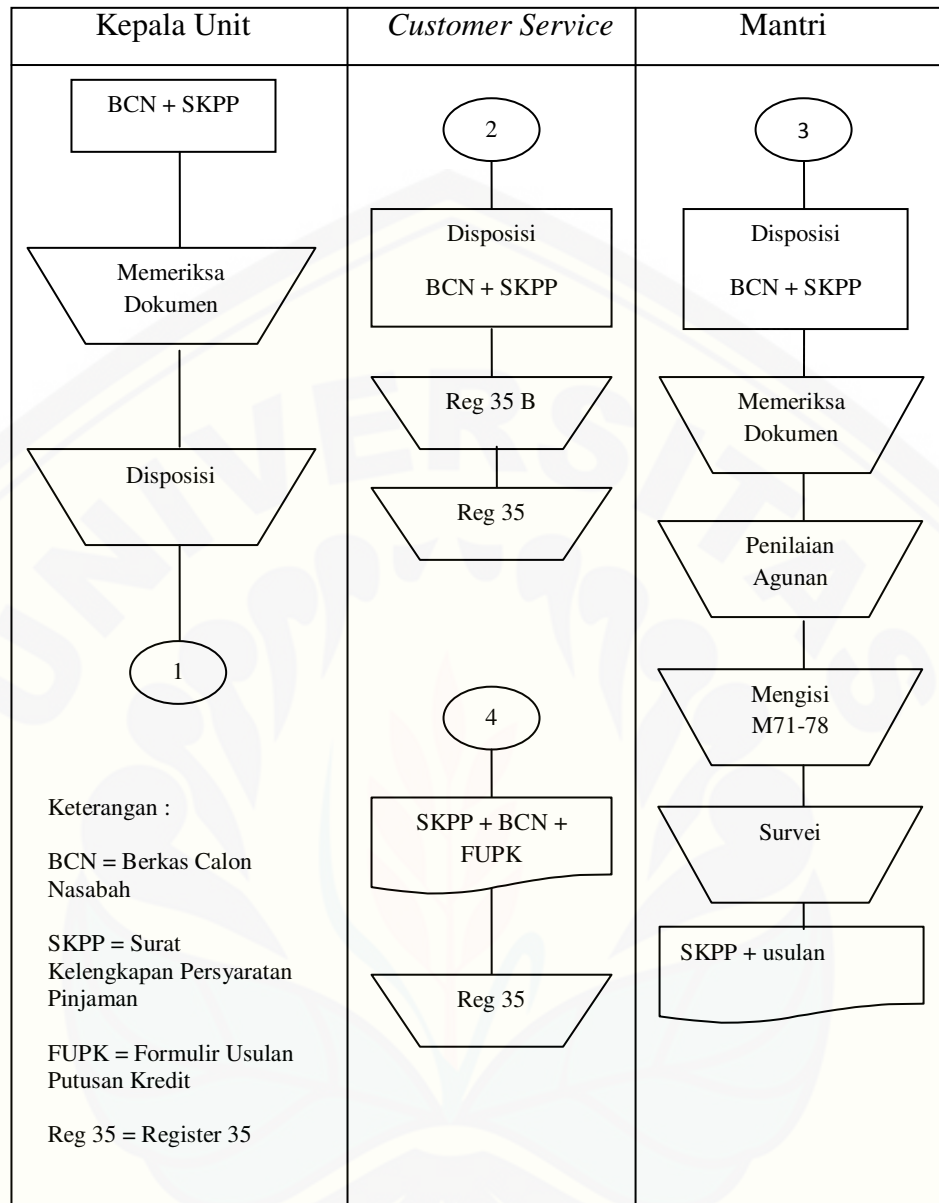 Kepala Unit
BCN + SKPP
Memeriksa
Dokumen
Disposisi
1
Keterangan :
BCN = Berkas Calon
Nasabah
SKPP = Surat
Kelengkapan Persyaratan
Pinjaman
FUPK = Formulir Usulan
Putusan Kredit
Reg 35 = Register 35
Customer Service
2
Disposisi
BCN + SKPP
Reg 35 B
Reg 35
4
SKPP + BCN +
FUPK
Reg 35
Mantri
3
Disposisi
BCN + SKPP
Memeriksa
Dokumen
Penilaian
Agunan
Mengisi
M71-78
Survei
SKPP + usulan
UNIVERSITAS